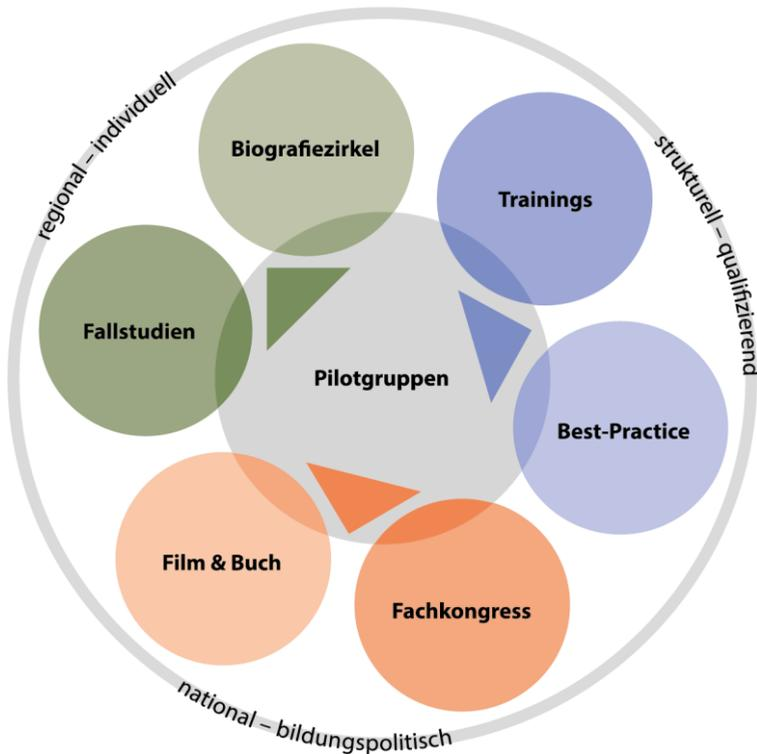 regional – individuell
Biografiezirkel
strukturell – qualifizierend
Trainings
Fallstudien
Pilotgruppen
Best-Practice
Film & Buch
Fachkongress
national – bildungspolitisch